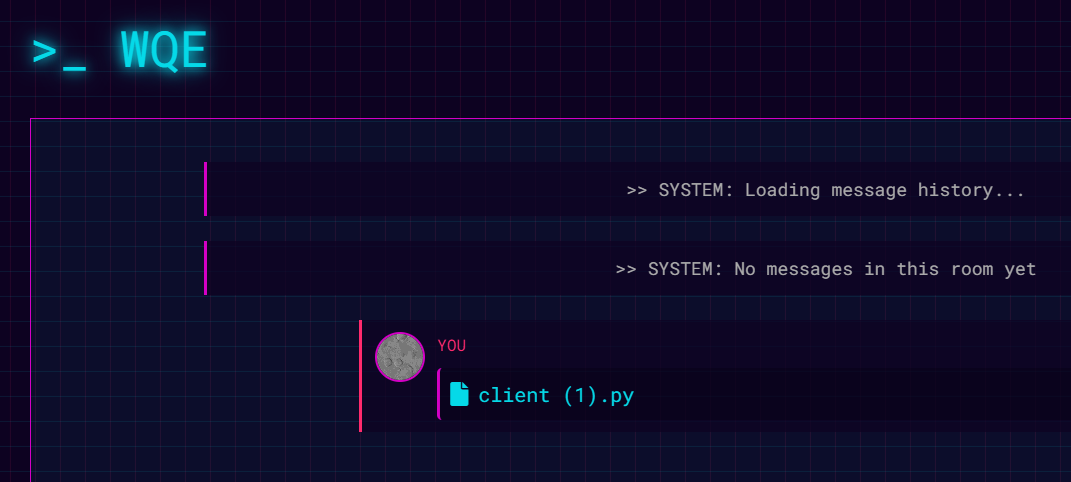 >_ WQE
>> SYSTEM: Loading message history...
>> SYSTEM: No messages in this room yet
YOU
client (1).py